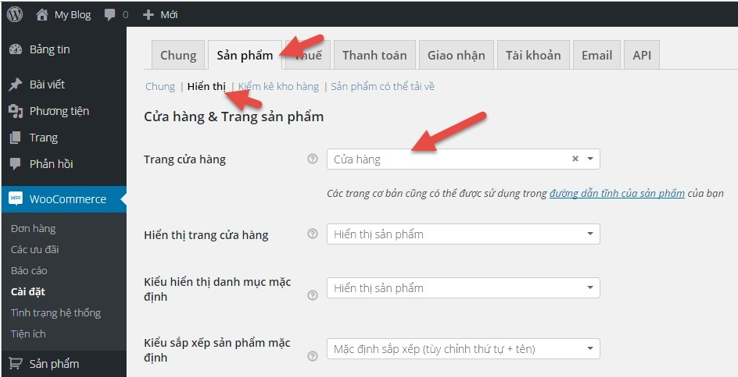 My Blog 0 + Mới
Bảng tin
Bài viết
Phương tiện
Trang
Phản hồi
WooCommerce
Đơn hàng
Các ưu đãi
Báo cáo
Cài đặt
Tình trạng hệ thống
Tiện ích
Sản phẩm
Chung Sản phẩm Thuế Thanh toán Giao nhận Tài khoản Email API
Chung | Hiển thị | Kiểm kê kho hàng | Sản phẩm có thể tải về
Cửa hàng & Trang sản phẩm
Trang cửa hàng ? Cửa hàng ×
Các trang cơ bản cũng có thể được sử dụng trong đường dẫn tĩnh của sản phẩm của bạn
Hiển thị trang cửa hàng ? Hiển thị sản phẩm
Kiểu hiển thị danh mục mặc
định ? Hiển thị sản phẩm
Kiểu sắp xếp sản phẩm mặc
định ? Mặc định sắp xếp (tùy chỉnh thứ tự + tên)